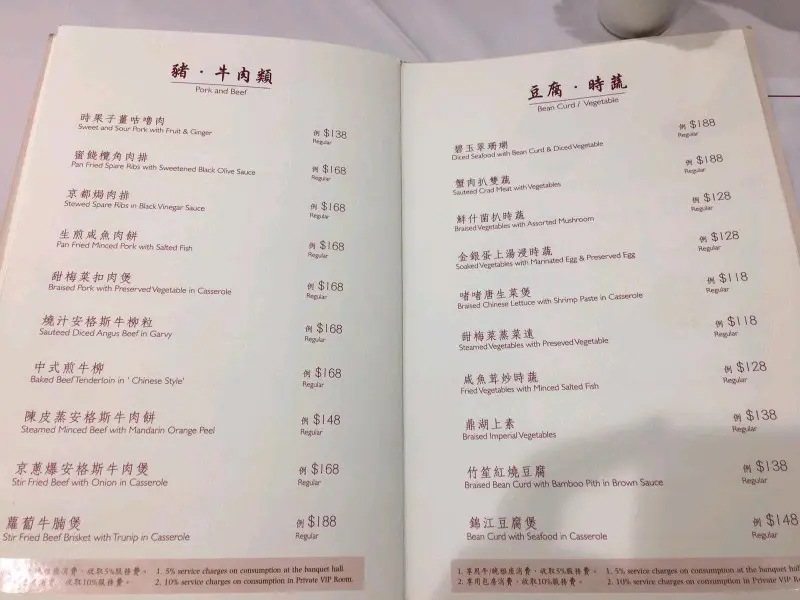 豬·牛肉類
Pork and Beef
時果子薑咕嚕肉
Sweet and Sour Pork with Fruit & Ginger
例 $138
Regular
蜜餞欖角肉排
Pan Fried Spare Ribs with Sweetened Black Olive Sauce
例 $168
Regular
京都焗肉排
Stewed Spare Ribs in Black Vinegar Sauce
例 $168
Regular
生煎咸魚肉餅
Pan Fried Minced Pork with Salted Fish
例 $168
Regular
甜梅菜扣肉煲
Braised Pork with Preserved Vegetable in Casserole
例 $168
Regular
燒汁安格斯牛柳粒
Sauteed Diced Angus Beef in Garvy
例 $168
Regular
中式煎牛柳
Baked Beef Tenderloin in ' Chinese Style'
例 $168
Regular
陳皮蒸安格斯牛肉餅
Steamed Minced Beef with Mandarin Orange Peel
例 $148
Regular
京蔥爆安格斯牛肉煲
Stir Fried Beef with Onion in Casserole
例 $168
Regular
蘿蔔牛腩煲
Stir Fried Beef Brisket with Trunip in Casserole
例 $188
Regular
消費,收取5%服務費。 1. 5% service charges on consumption at the banquet hall.
費,收取10%服務費。 2. 10% service charges on consumption in Private VIP Room.
豆腐·時蔬
Bean Curd / Vegetable
碧玉翠珊瑚
Diced Seafood with Bean Curd & Diced Vegetable
例 $188
Regular
蟹肉扒雙蔬
Sauteed Crad Meat with Vegetables
例 $188
Regular
鮮什菌扒時蔬
Braised Vegetables with Assorted Mushroom
例 $128
Regular
金銀蛋上湯浸時蔬
Soaked Vegetables with Marinated Egg & Preserved Egg
例 $128
Regular
啫啫唐生菜煲
Braised Chinese Lettuce with Shrimp Paste in Casserole
例 $118
Regular
甜梅菜蒸菜遠
Steamed Vegetables with Preseved Vegetable
例 $118
Regular
咸魚茸炒時蔬
Fried Vegetables with Minced Salted Fish
例 $128
Regular
鼎湖上素
Braised Imperial Vegetables
例 $138
Regular
竹笙紅燒豆腐
Braised Bean Curd with Bamboo Pith in Brown Sauce
例 $138
Regular
錦江豆腐煲
Bean Curd with Seafood in Casserole
例 $148
Regular
1. 享用午/晚租房消費,收取5%服務費。 1. 5% service charges on consumption at the banquet hall.
2. 享用包房消費,收取10%服務費。 2. 10% service charges on consumption in Private VIP